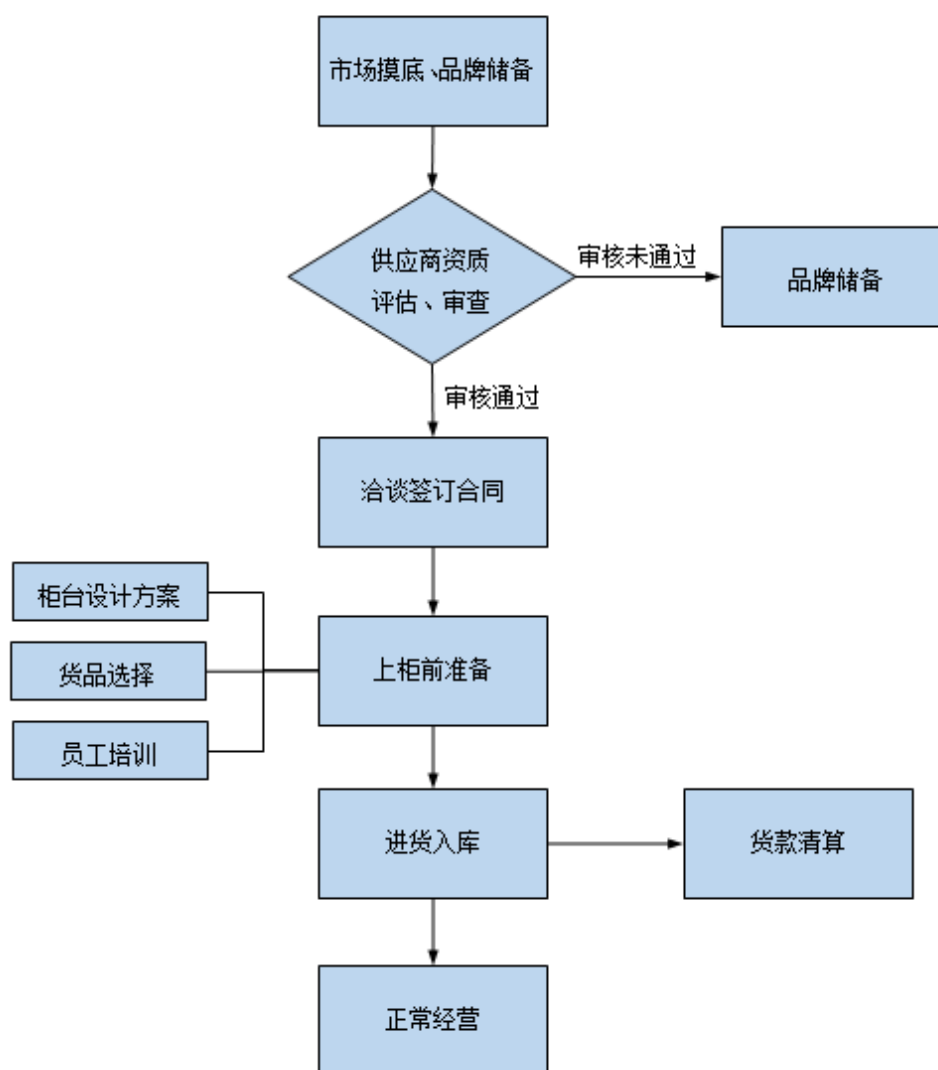 市场摸底、品牌储备
供应商资质
评估、审查
审核未通过
品牌储备
审核通过
洽谈签订合同
柜台设计方案
货品选择
员工培训
上柜前准备
进货入库
货款清算
正常经营